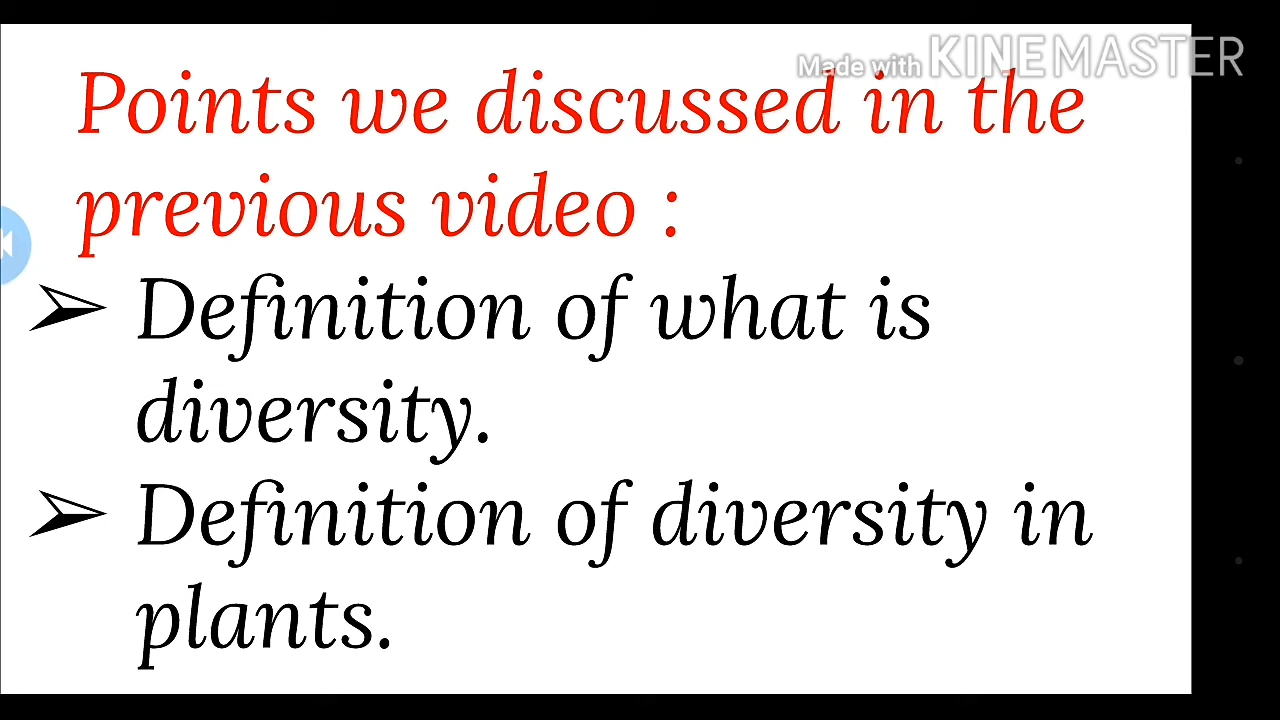 Made with KINEMASTER
Points we discussed in the
previous video :
➢ Definition of what is
diversity.
➢ Definition of diversity in
plants.